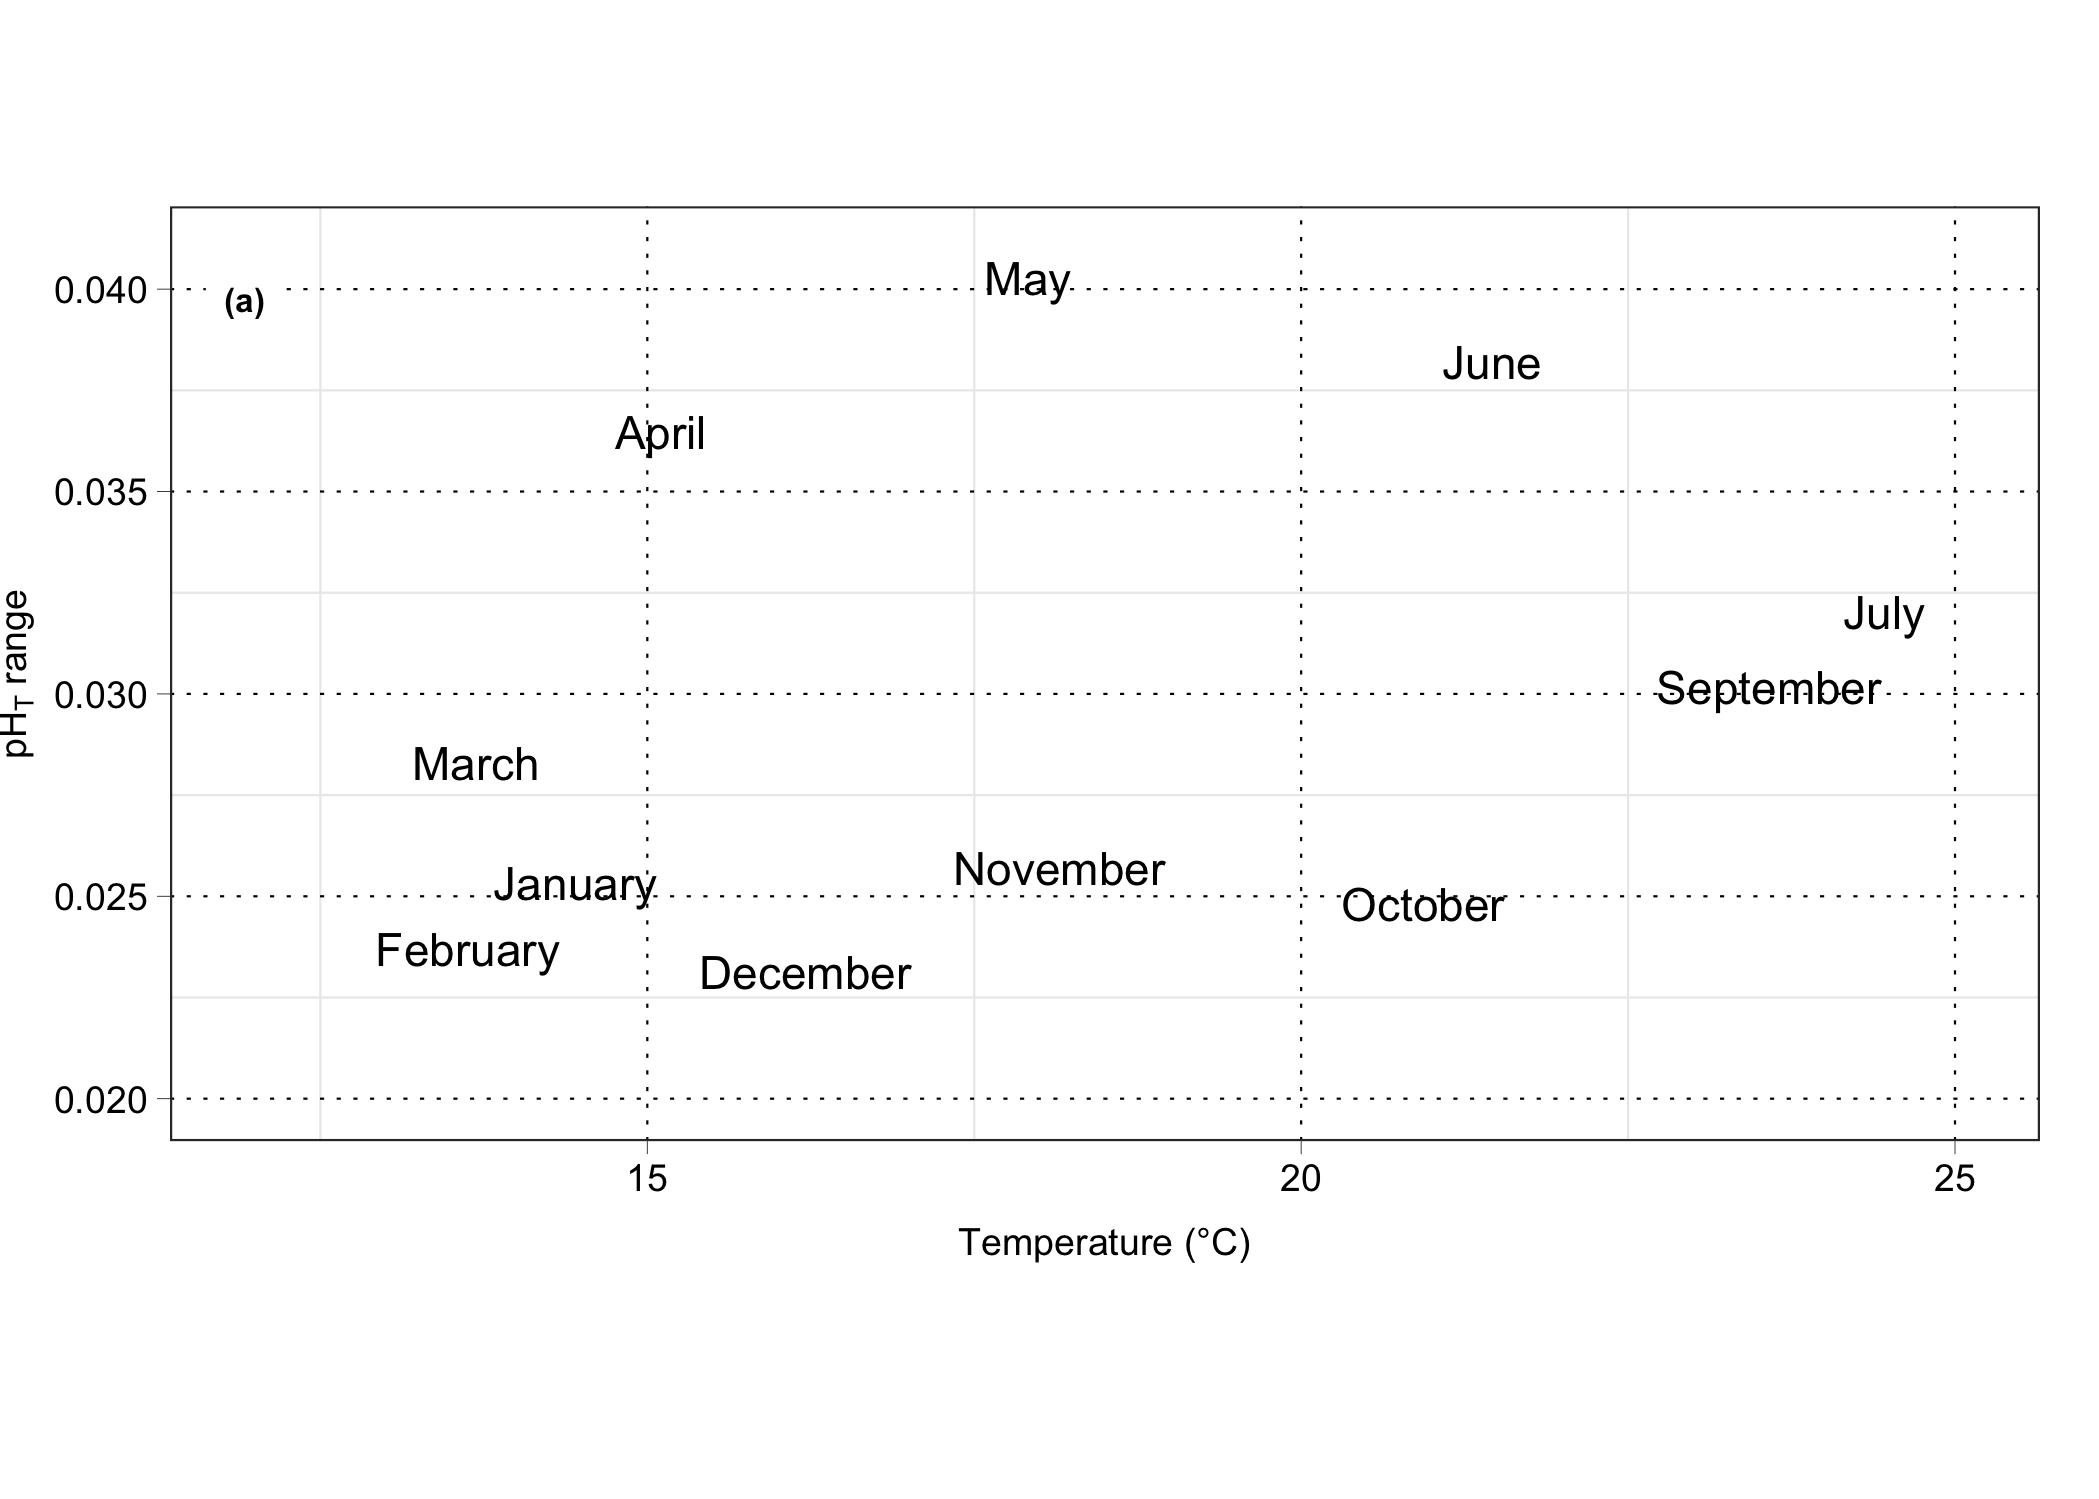 0.040
(a)
May
June
April
0.035
July
pH_T range
0.030
September
March
November
January
0.025
October
February
December
0.020
15
20
25
Temperature (°C)